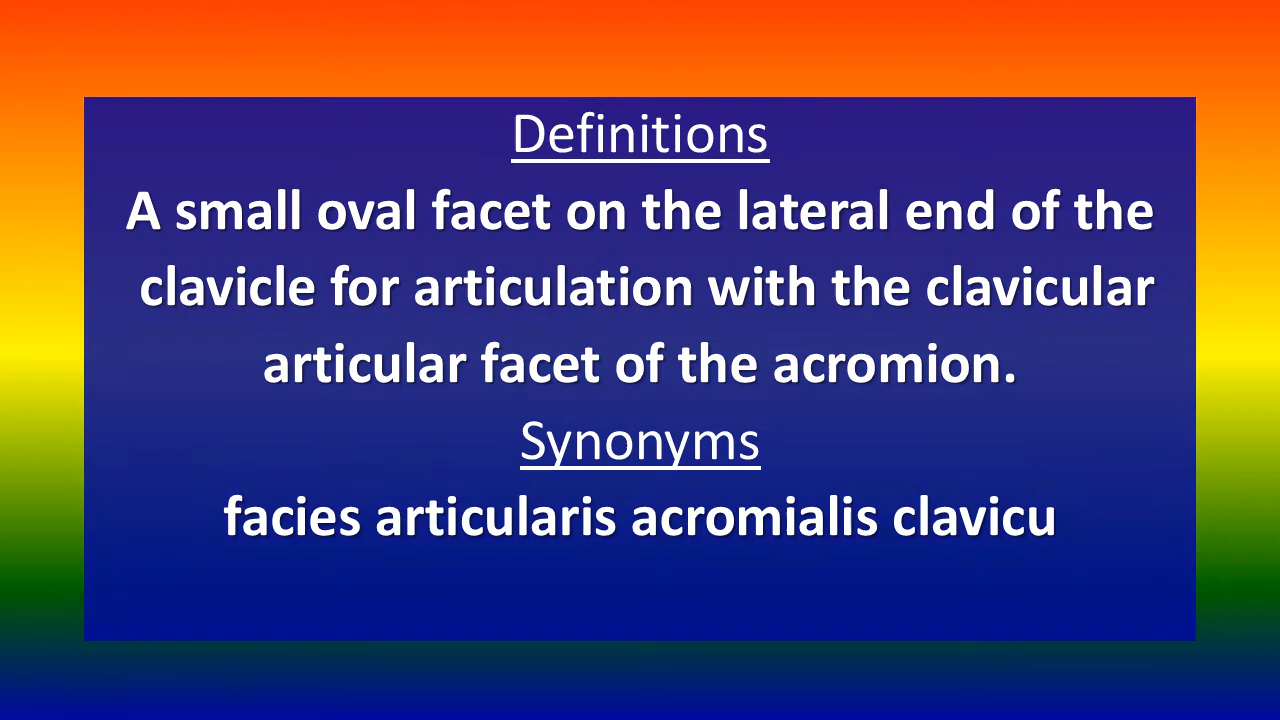 Definitions
A small oval facet on the lateral end of the
clavicle for articulation with the clavicular
articular facet of the acromion.
Synonyms
facies articularis acromialis clavicu